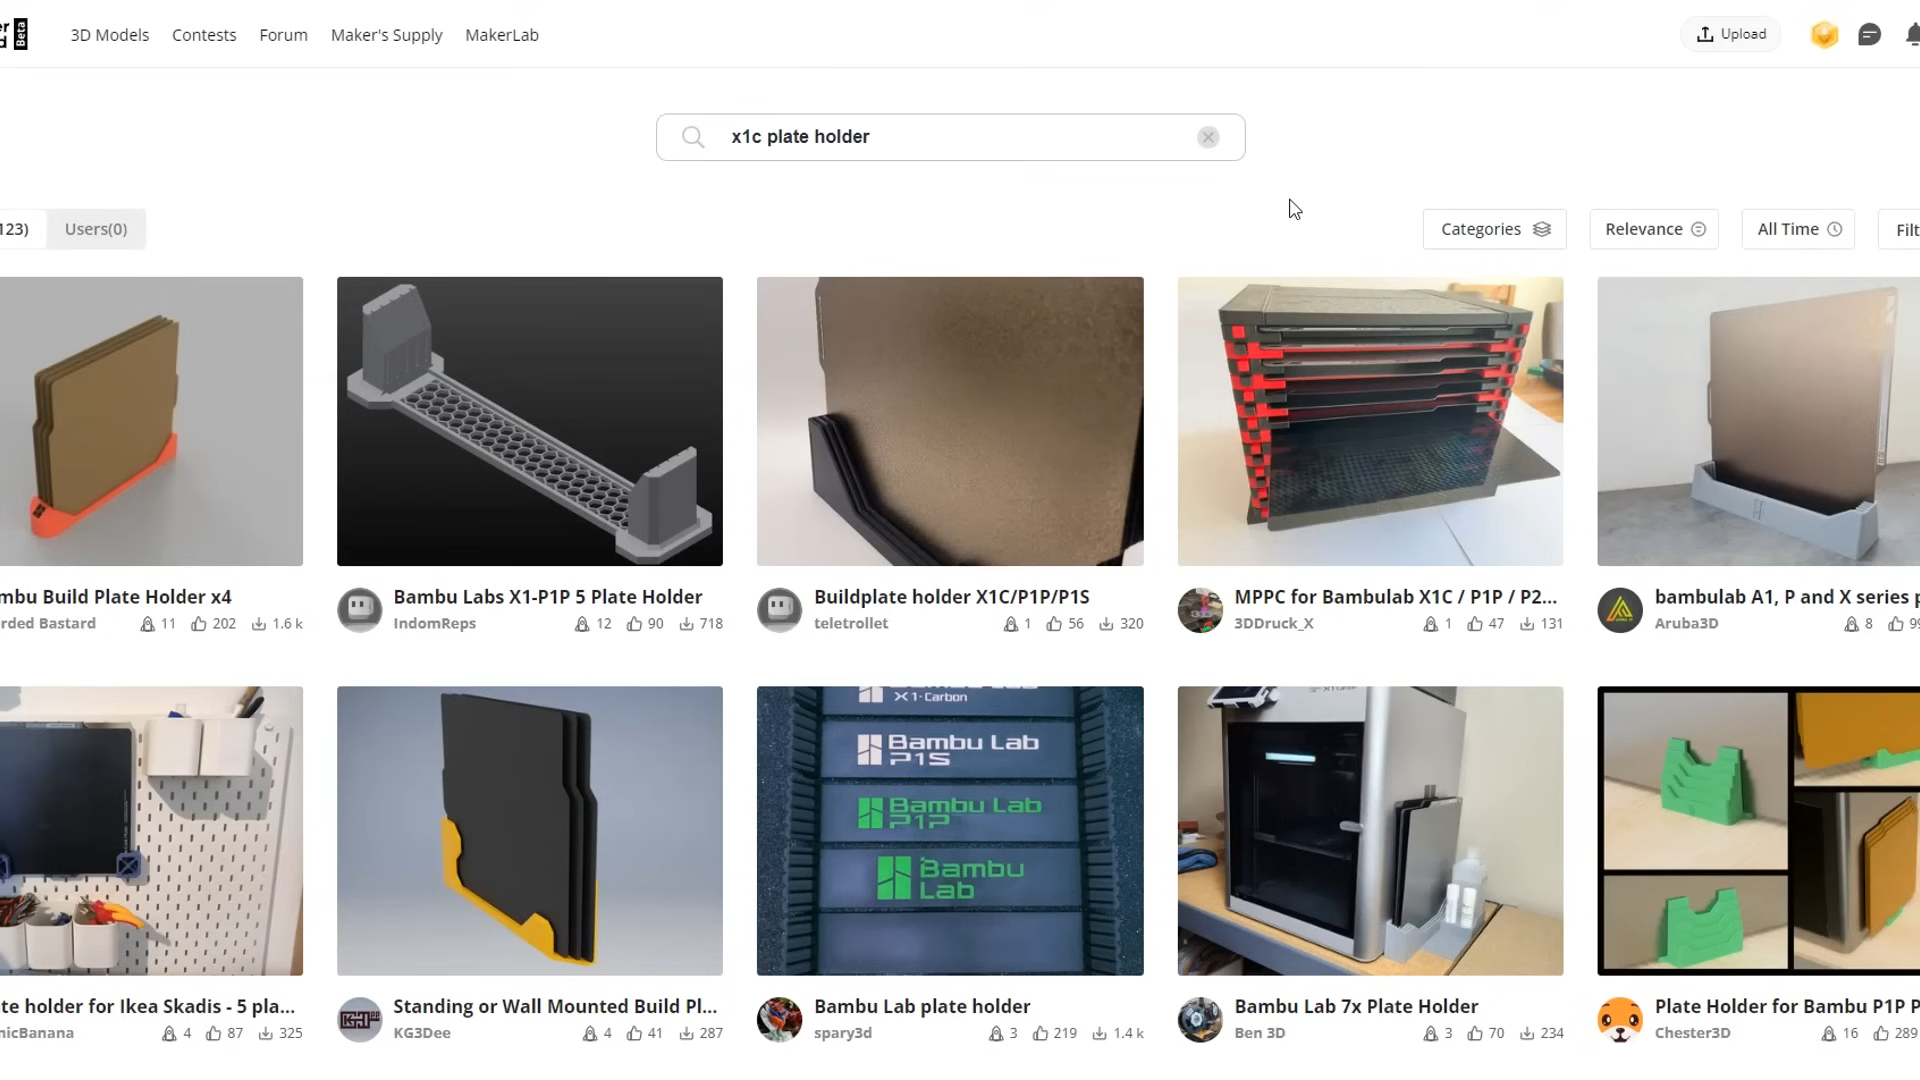 er
d
Beta
3D Models
Contests
Forum
Maker's Supply
MakerLab
Upload
x1c plate holder
123)
Users(0)
Categories
Relevance
All Time
Filt
mbu Build Plate Holder x4
rded Bastard
11
202
1.6 k
Bambu Labs X1-P1P 5 Plate Holder
IndomReps
12
90
718
Buildplate holder X1C/P1P/P1S
teletrollet
1
56
320
MPPC for Bambulab X1C / P1P / P2...
3DDruck_X
1
47
131
bambulab A1, P and X series p
Aruba3D
8
99
X1-Carbon
Bambu Lab
P1S
Bambu Lab
P1P
Bambu
Lab
te holder for Ikea Skadis - 5 pla...
nicBanana
4
87
325
Standing or Wall Mounted Build Pl...
KG3Dee
4
41
287
Bambu Lab plate holder
spary3d
3
219
1.4 k
Bambu Lab 7x Plate Holder
Ben 3D
3
70
234
Plate Holder for Bambu P1P P
Chester3D
16
289